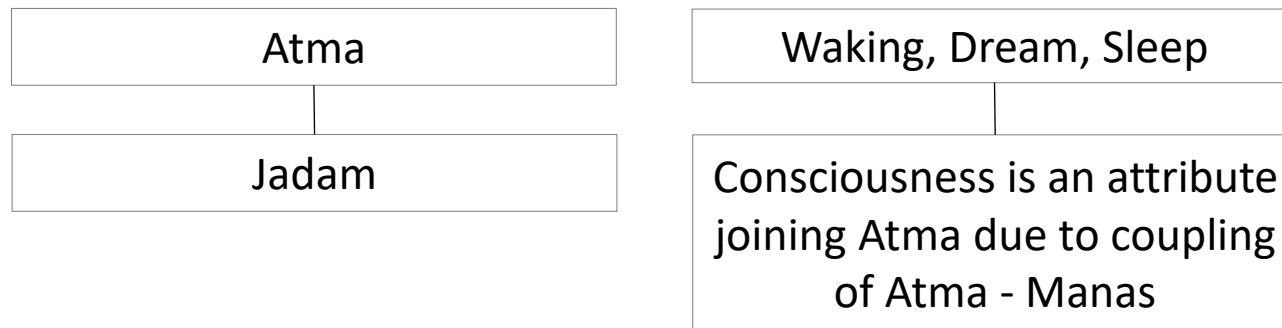 Atma
Jadam
Waking, Dream, Sleep
Consciousness is an attribute
joining Atma due to coupling
of Atma - Manas